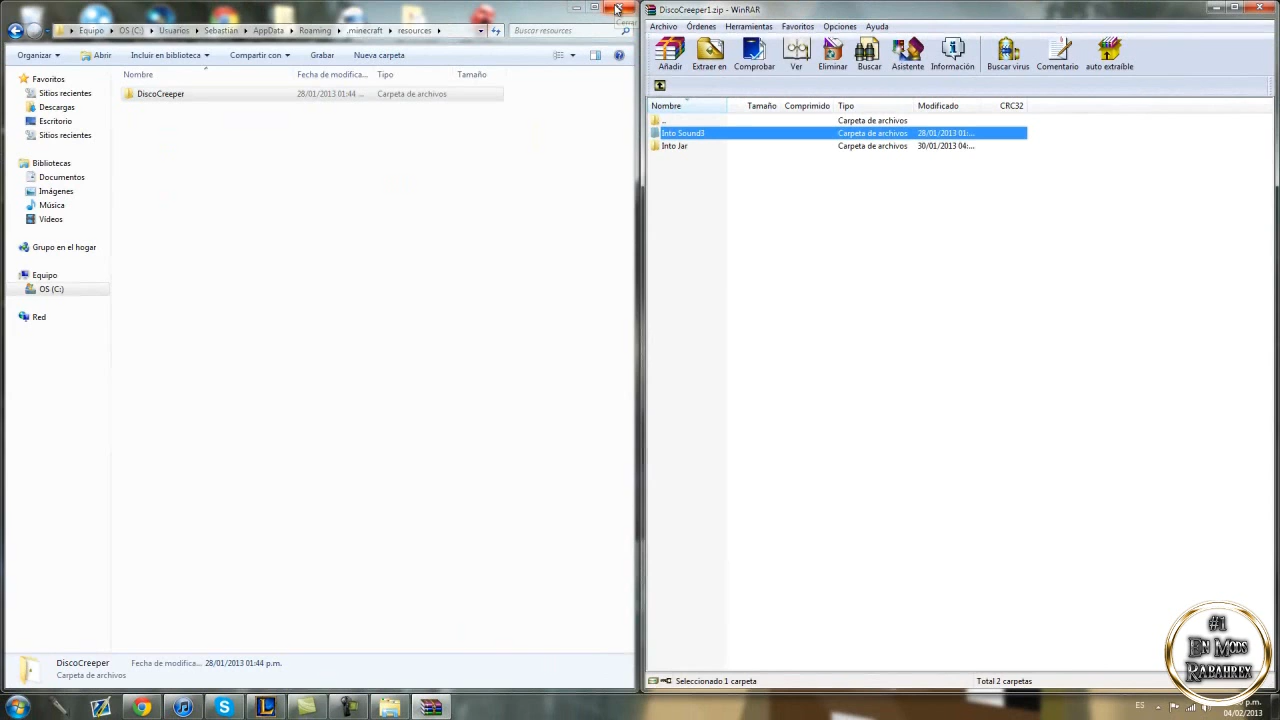 Equipo ▸ OS (C:) ▸ Usuarios ▸ Sebastian ▸ AppData ▸ Roaming ▸ .minecraft ▸ resources ▸
Buscar resources
Organizar Abrir Incluir en biblioteca Compartir con Grabar Nueva carpeta
Favoritos
Sitios recientes
Descargas
Escritorio
Sitios recientes
Bibliotecas
Documentos
Imágenes
Música
Vídeos
Grupo en el hogar
Equipo
OS (C:)
Red
Nombre Fecha de modifica... Tipo Tamaño
DiscoCreeper 28/01/2013 01:44 ... Carpeta de archivos
DiscoCreeper Fecha de modifica... 28/01/2013 01:44 p.m.
Carpeta de archivos
DiscoCreeper1.zip - WinRAR
Archivo Órdenes Herramientas Favoritos Opciones Ayuda
Añadir Extraer en Comprobar Ver Eliminar Buscar Asistente Información Buscar virus Comentario auto extraíble
Nombre Tamaño Comprimido Tipo Modificado CRC32
.. Carpeta de archivos
Into Sound3 Carpeta de archivos 28/01/2013 01:...
Into Jar Carpeta de archivos 30/01/2013 04:...
Seleccionado 1 carpeta Total 2 carpetas
#1
En Mods
Rabahrex
ES
p.m.
04/02/2013